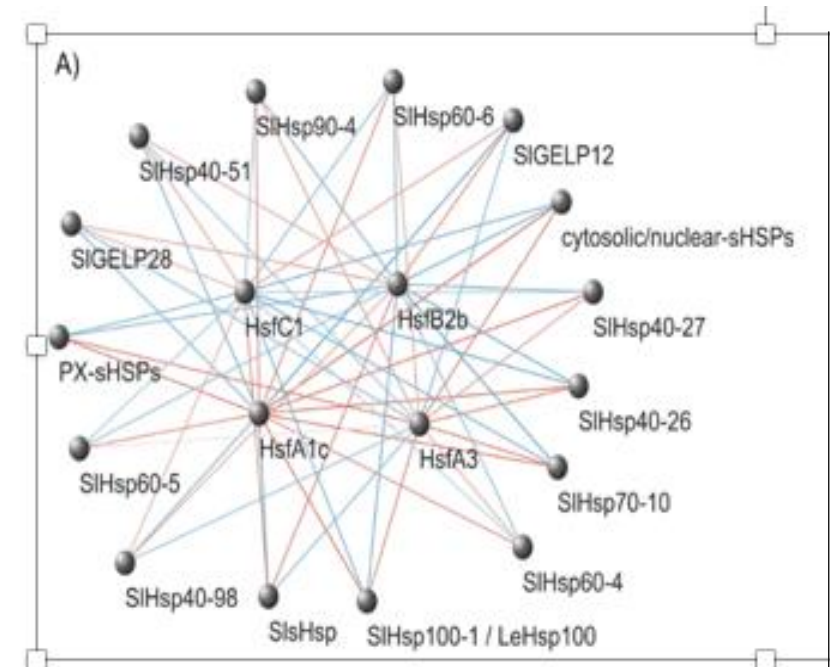 A)
SlHsp90-4
SlHsp60-6
SlGELP12
SlHsp40-51
cytosolic/nuclear-sHSPs
SlGELP28
HsfC1
HsfB2b
SlHsp40-27
PX-sHSPs
SlHsp40-26
HsfA1c
HsfA3
SlHsp60-5
SlHsp70-10
SlHsp60-4
SlHsp40-98
SlsHsp
SlHsp100-1 / LeHsp100